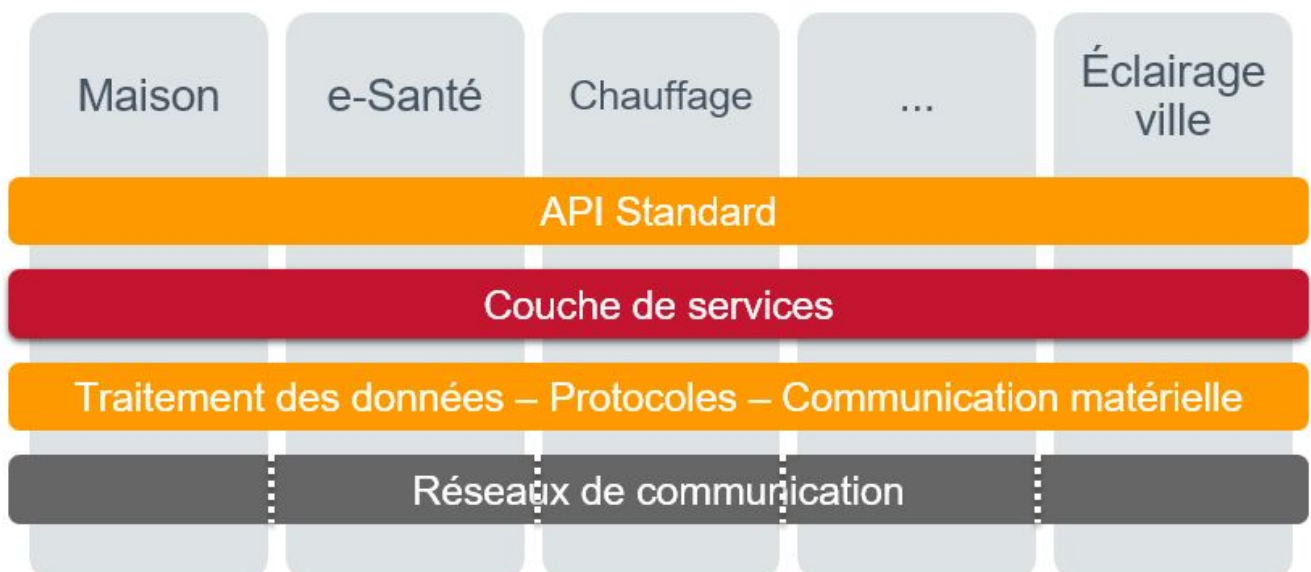 Maison
e-Santé
Chauffage
...
Éclairage
ville
API Standard
Couche de services
Traitement des données – Protocoles – Communication matérielle
Réseaux de communication